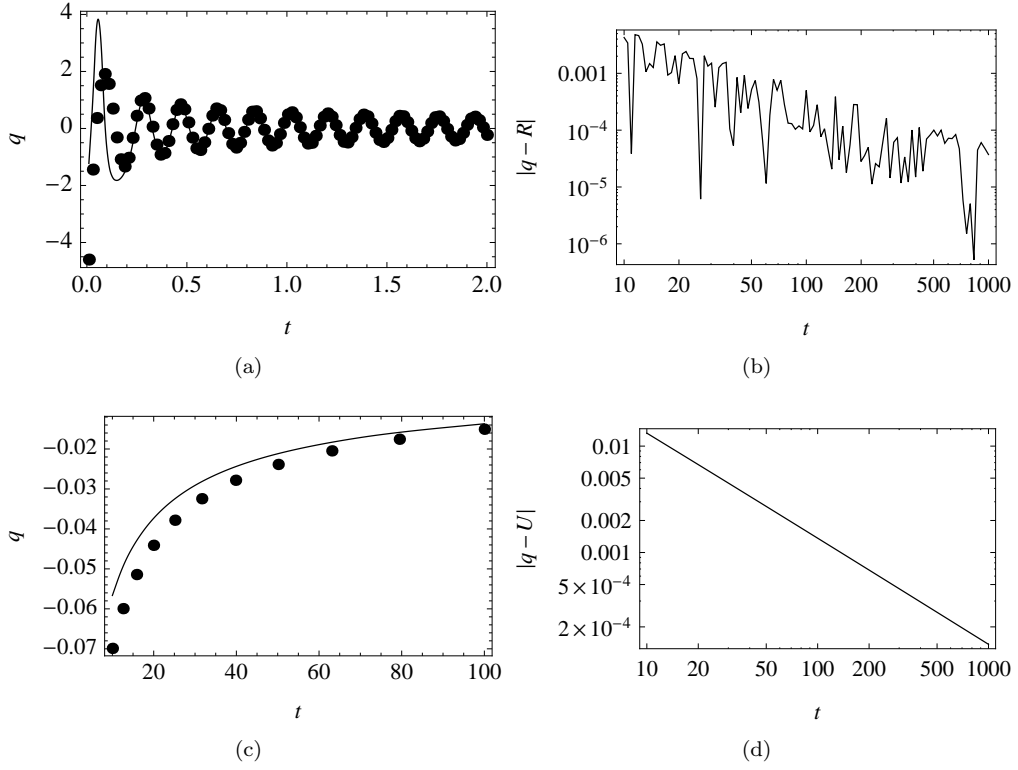 4
2
0
−2
−4
q
0.0 0.5 1.0 1.5 2.0
t
(a)
0.001
10⁻⁴
10⁻⁵
10⁻⁶
|q − R|
10 20 50 100 200 500 1000
t
(b)
−0.02
−0.03
−0.04
−0.05
−0.06
−0.07
q
20 40 60 80 100
t
(c)
0.01
0.005
0.002
0.001
5×10⁻⁴
2×10⁻⁴
|q − U|
10 20 50 100 200 500 1000
t
(d)